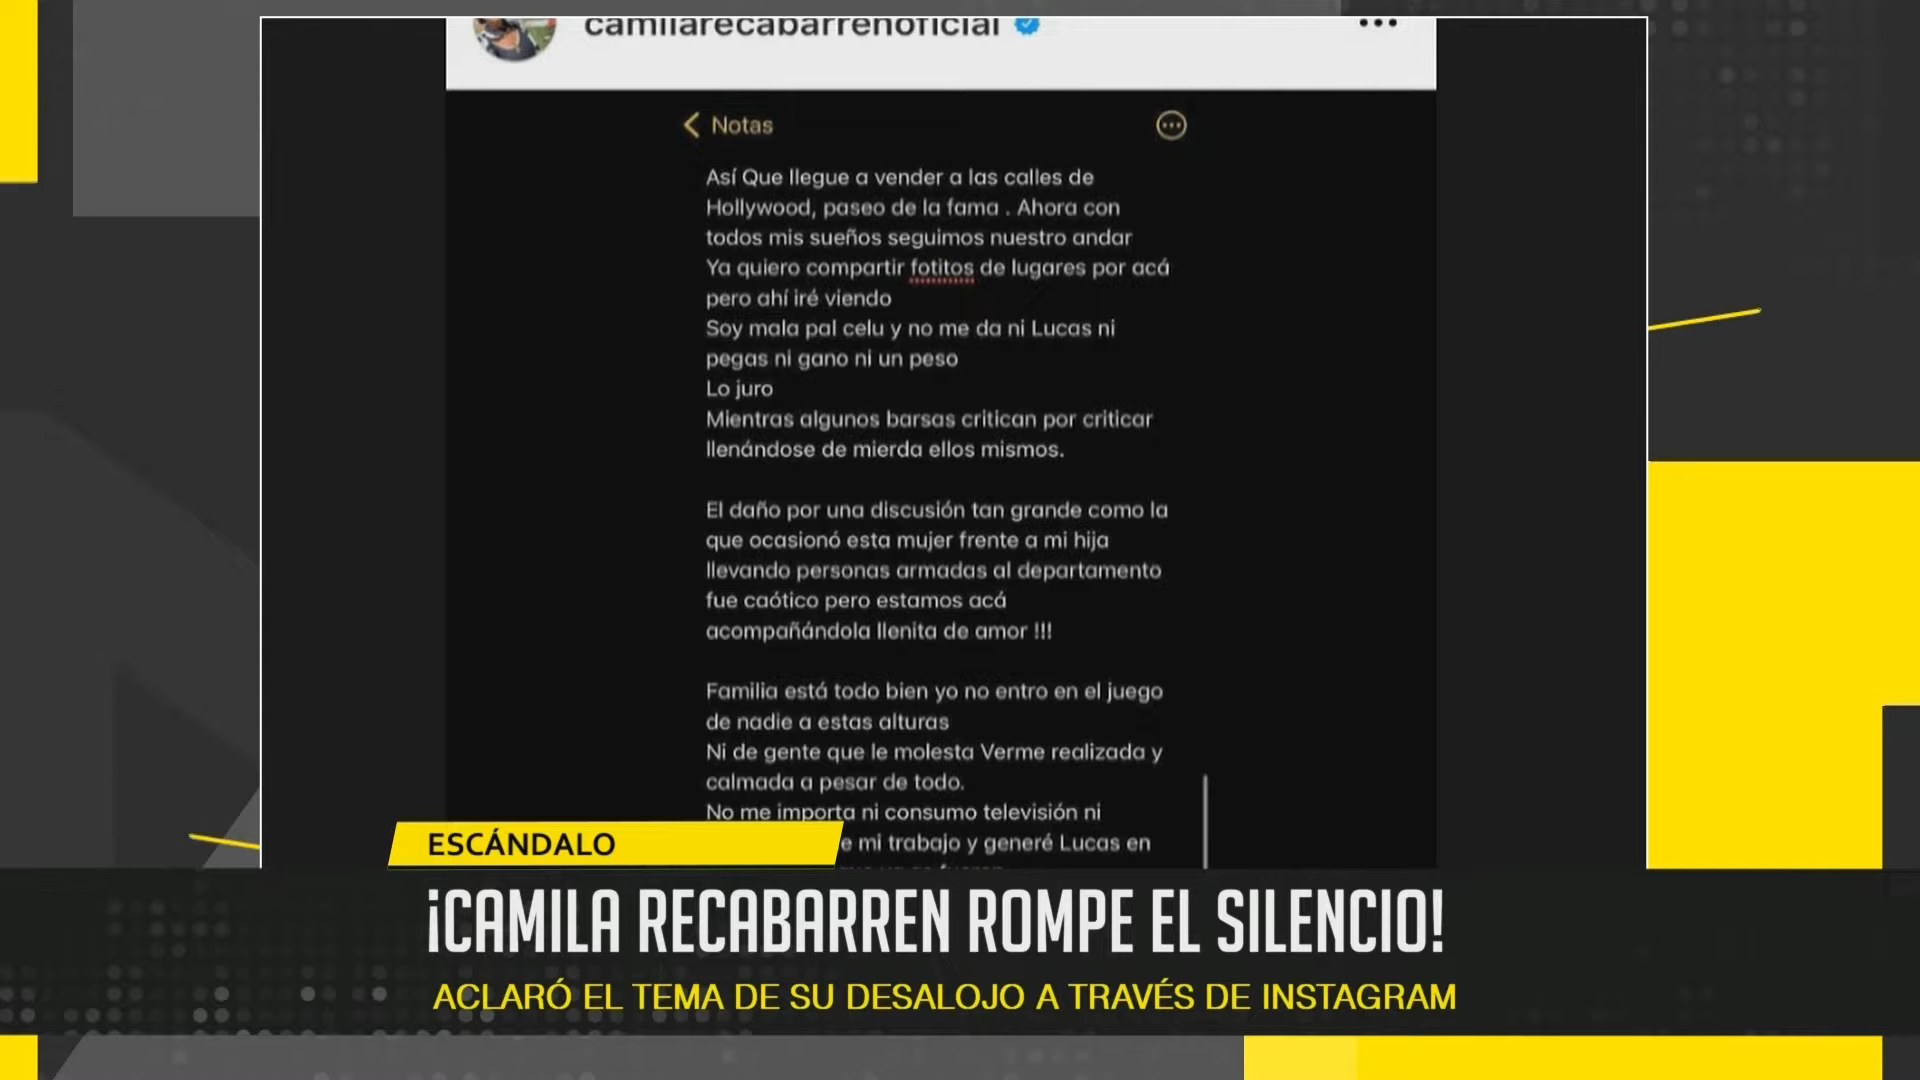 camilarecabarrenoficial
Notas
Así Que llegue a vender a las calles de
Hollywood, paseo de la fama . Ahora con
todos mis sueños seguimos nuestro andar
Ya quiero compartir fotitos de lugares por acá
pero ahí iré viendo
Soy mala pal celu y no me da ni Lucas ni
pegas ni gano ni un peso
Lo juro
Mientras algunos barsas critican por criticar
llenándose de mierda ellos mismos.
El daño por una discusión tan grande como la
que ocasionó esta mujer frente a mi hija
llevando personas armadas al departamento
fue caótico pero estamos acá
acompañándola llenita de amor !!!
Familia está todo bien yo no entro en el juego
de nadie a estas alturas
Ni de gente que le molesta Verme realizada y
calmada a pesar de todo.
No me importa ni consumo televisión ni
e mi trabajo y generé Lucas en
ESCÁNDALO
¡CAMILA RECABARREN ROMPE EL SILENCIO!
ACLARÓ EL TEMA DE SU DESALOJO A TRAVÉS DE INSTAGRAM